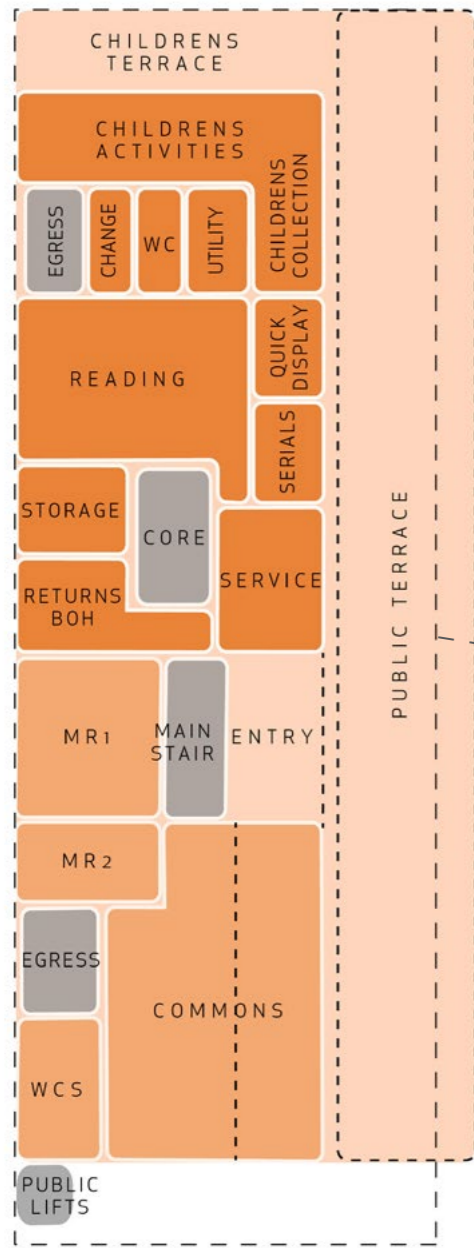 CHILDRENS
TERRACE
CHILDRENS
ACTIVITIES
CHILDRENS
COLLECTION
EGRESS
CHANGE
WC
UTILITY
READING
QUICK
DISPLAY
SERIALS
STORAGE
CORE
SERVICE
RETURNS
BOH
PUBLIC TERRACE
MR1
MAIN
STAIR
ENTRY
MR2
EGRESS
COMMONS
WCS
PUBLIC
LIFTS